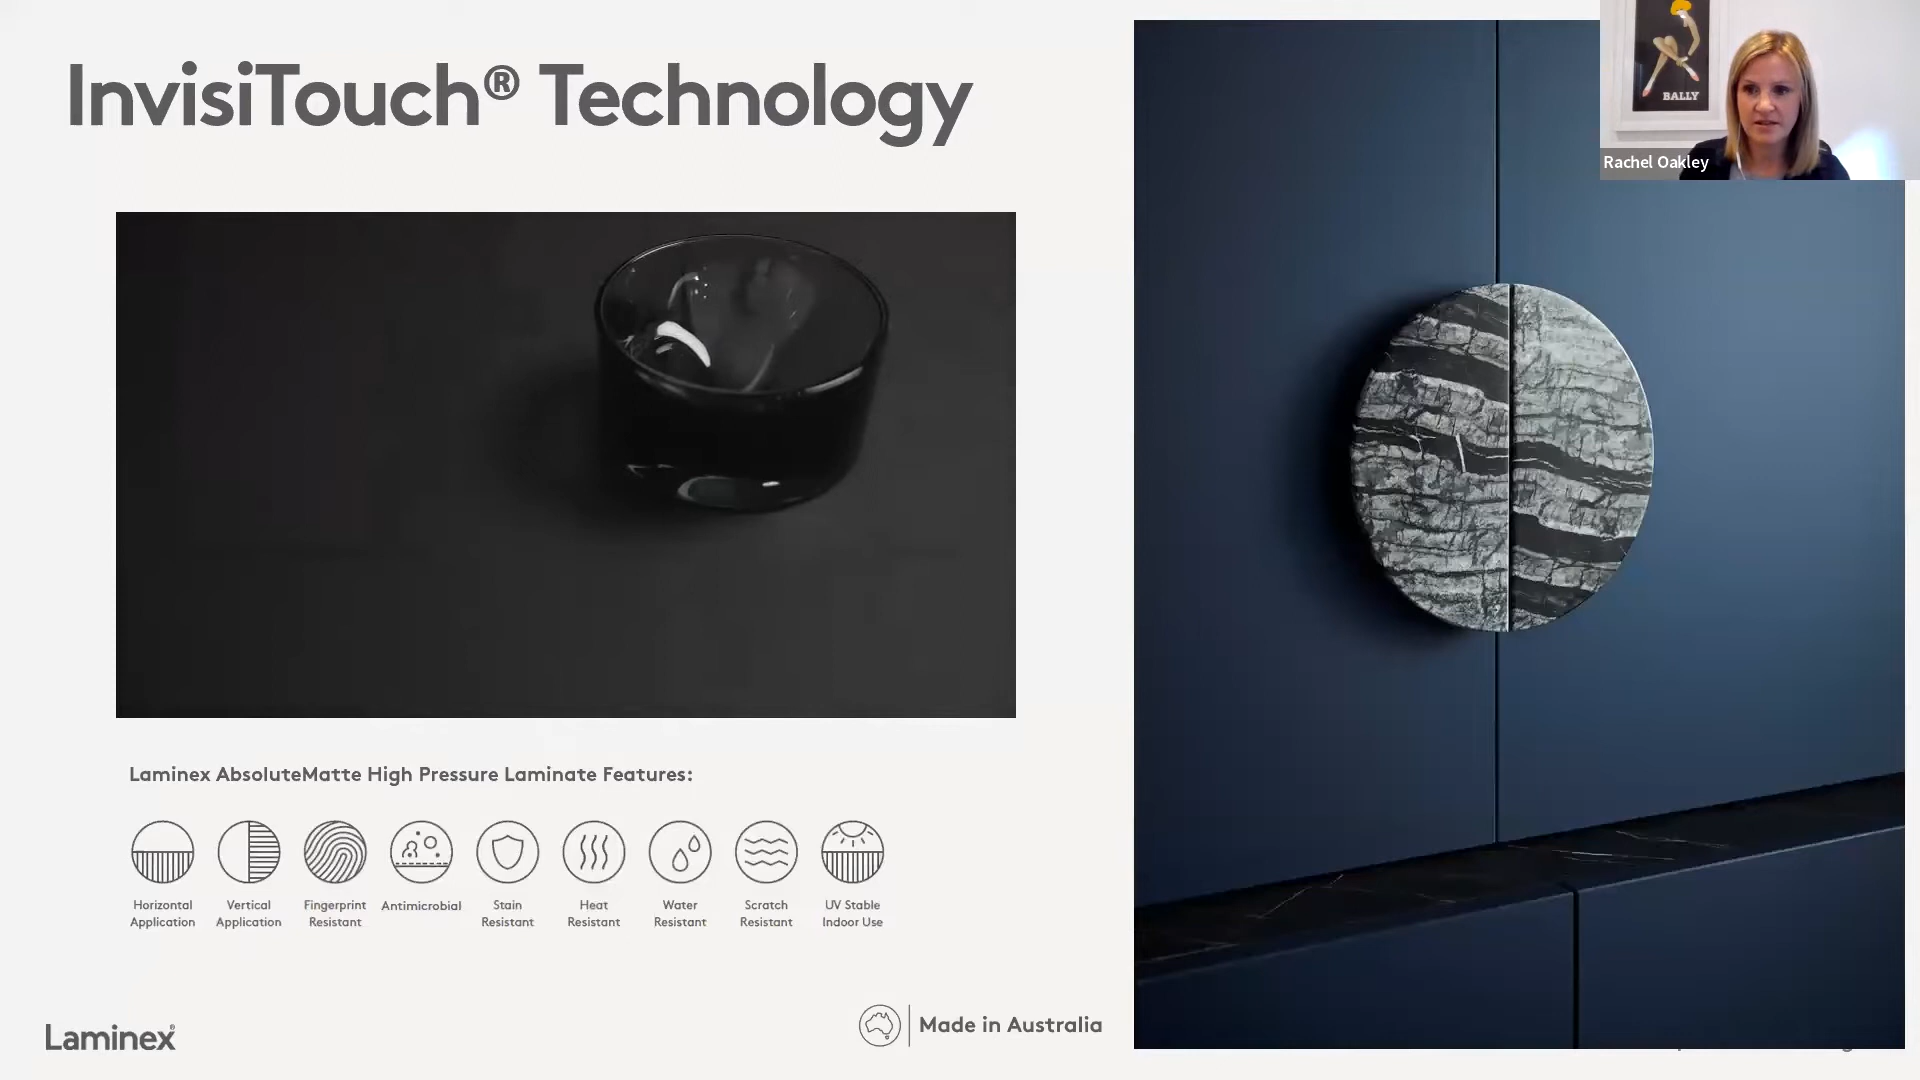 InvisiTouch® Technology
BALLY
Rachel Oakley
Laminex AbsoluteMatte High Pressure Laminate Features:
Horizontal
Application
Vertical
Application
Fingerprint
Resistant
Antimicrobial
Stain
Resistant
Heat
Resistant
Water
Resistant
Scratch
Resistant
UV Stable
Indoor Use
Laminex®
Made in Australia